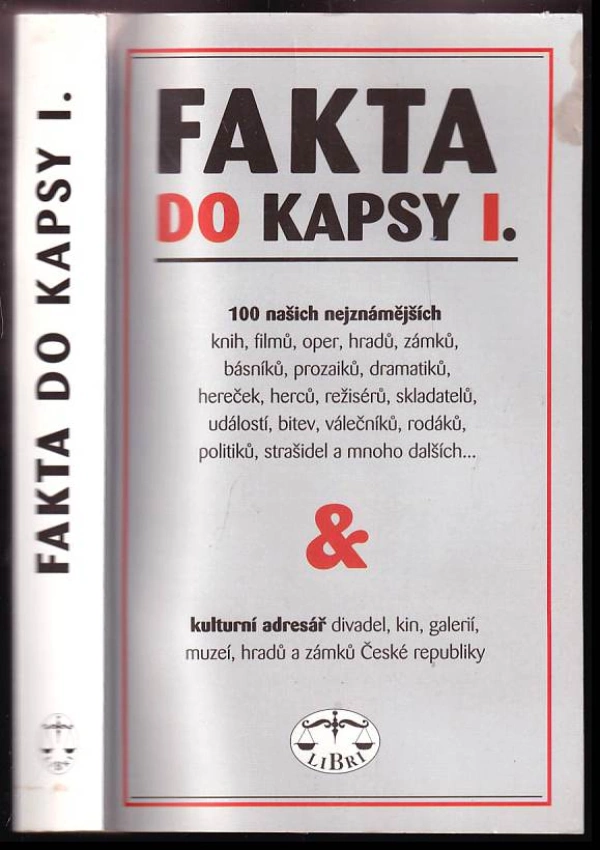 FAKTA DO KAPSY I.
FAKTA
DO KAPSY I.
100 našich nejznámějších
knih, filmů, oper, hradů, zámků,
básníků, prozaiků, dramatiků,
hereček, herců, režisérů, skladatelů,
událostí, bitev, válečníků, rodáků,
politiků, strašidel a mnoho dalších...
&
kulturní adresář divadel, kin, galerií,
muzeí, hradů a zámků České republiky
LIBRI